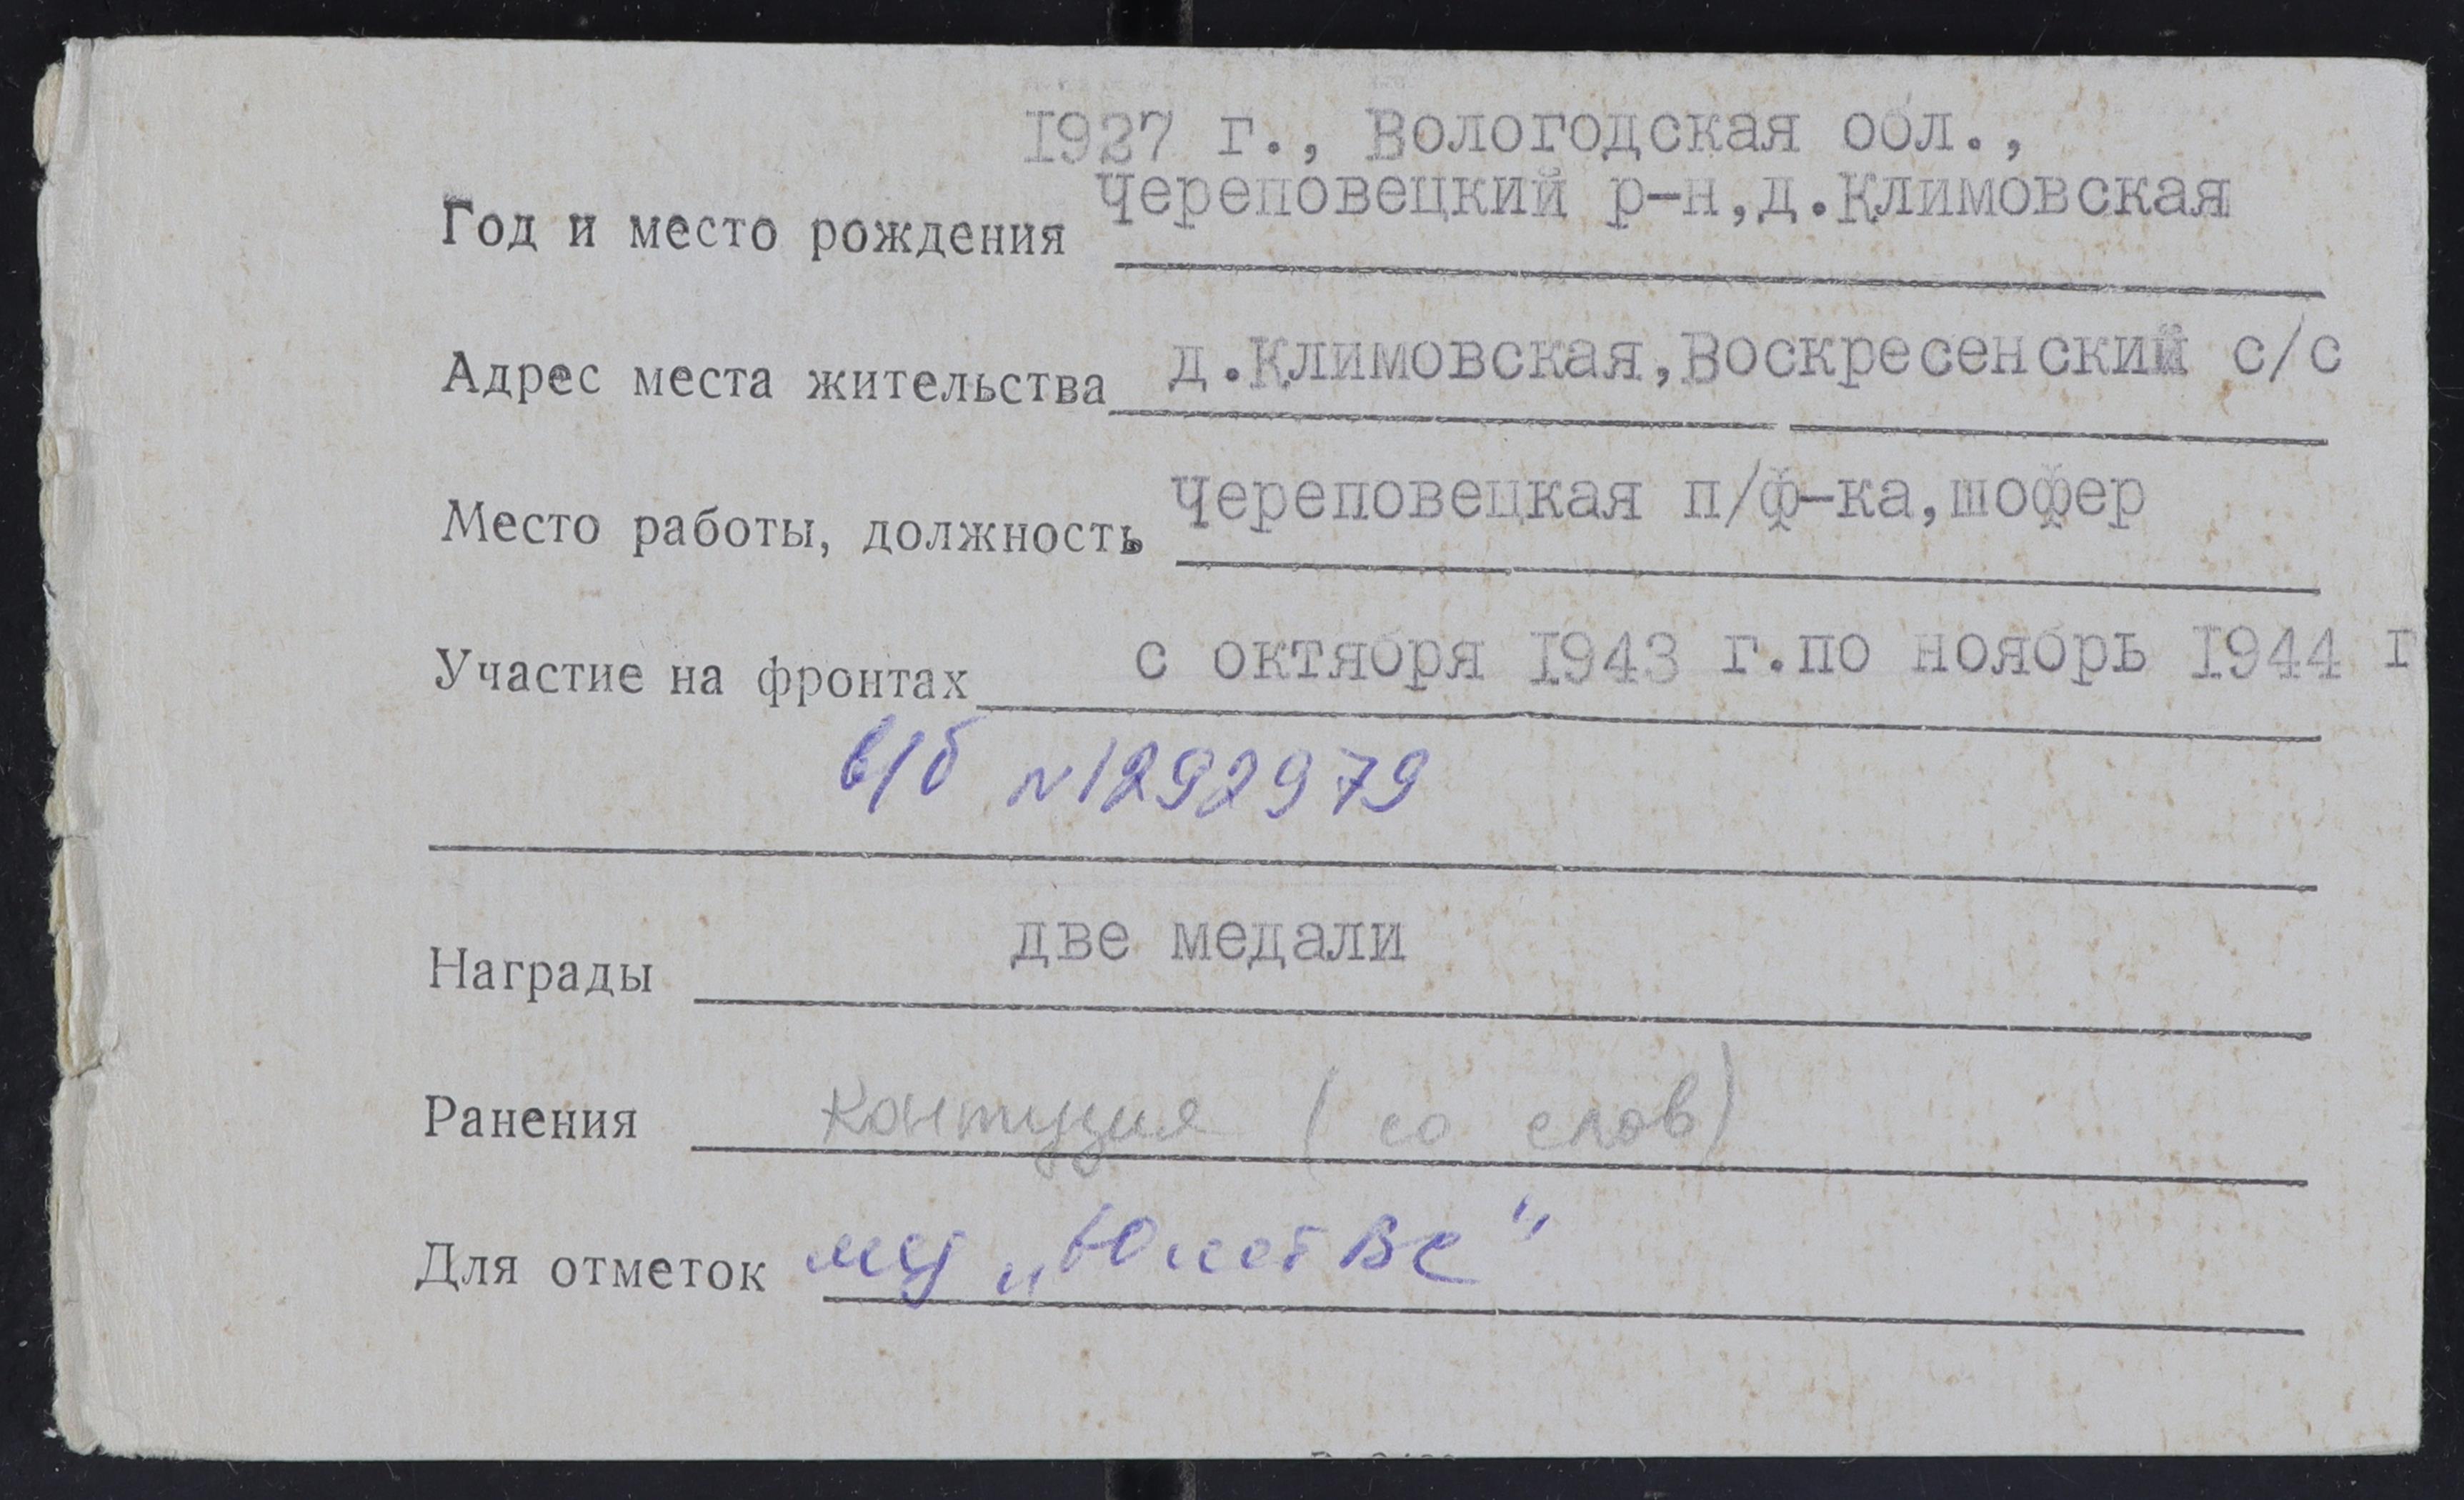 1927 г., Вологодская обл.,
Год и место рождения Череповецкий р-н,д.Климовская
Адрес места жительства д.Климовская,Воскресенский с/с
Место работы, должность Череповецкая п/ф-ка,шофер
Участие на фронтах с октября 1943 г.по ноябрь 1944 г
в/б N1292979
Награды две медали
Ранения контузия (со слов)
Для отметок